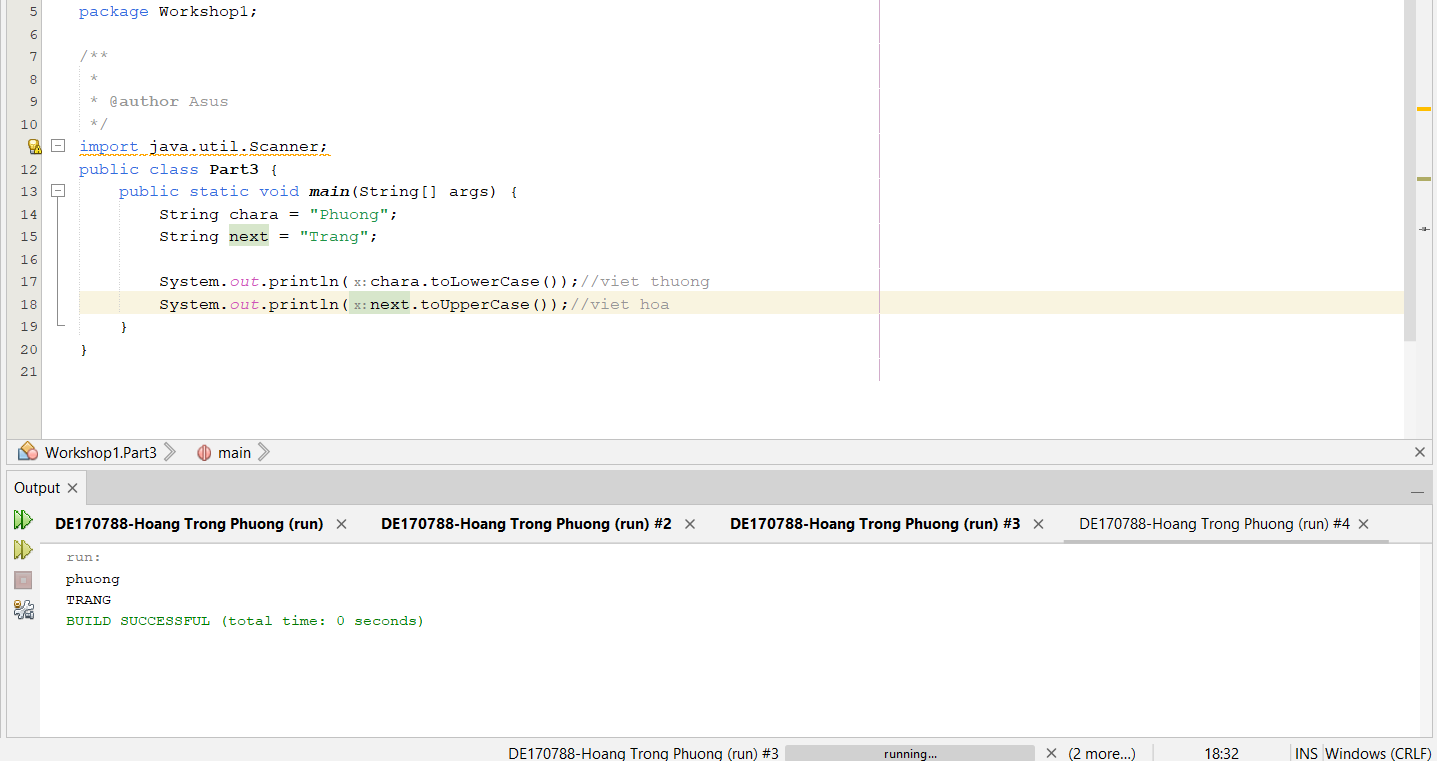 5 package Workshop1;
6
7 /**
8 *
9 * @author Asus
10 */
import java.util.Scanner;
12 public class Part3 {
13 public static void main(String[] args) {
14 String chara = "Phuong";
15 String next = "Trang";
16
17 System.out.println(x:chara.toLowerCase());//viet thuong
18 System.out.println(x:next.toUpperCase());//viet hoa
19 }
20 }
21
Workshop1.Part3 main
Output
DE170788-Hoang Trong Phuong (run) DE170788-Hoang Trong Phuong (run) #2 DE170788-Hoang Trong Phuong (run) #3 DE170788-Hoang Trong Phuong (run) #4
run:
phuong
TRANG
BUILD SUCCESSFUL (total time: 0 seconds)
DE170788-Hoang Trong Phuong (run) #3 running... (2 more...) 18:32 INS Windows (CRLF)